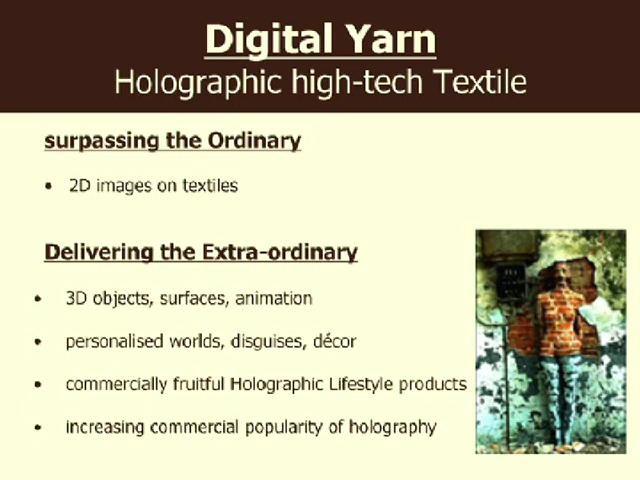 Digital Yarn
Holographic high-tech Textile
surpassing the Ordinary
• 2D images on textiles
Delivering the Extra-ordinary
• 3D objects, surfaces, animation
• personalised worlds, disguises, décor
• commercially fruitful Holographic Lifestyle products
• increasing commercial popularity of holography